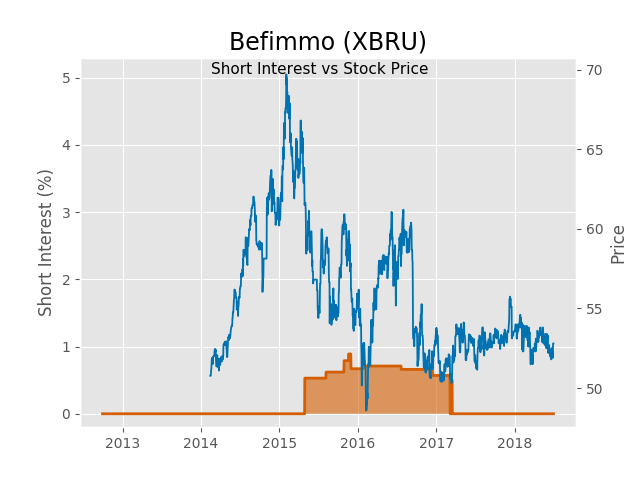 Befimmo (XBRU)
Short Interest vs Stock Price
Short Interest (%)
5
4
3
2
1
0
70
65
60
55
50
Price
2013 2014 2015 2016 2017 2018